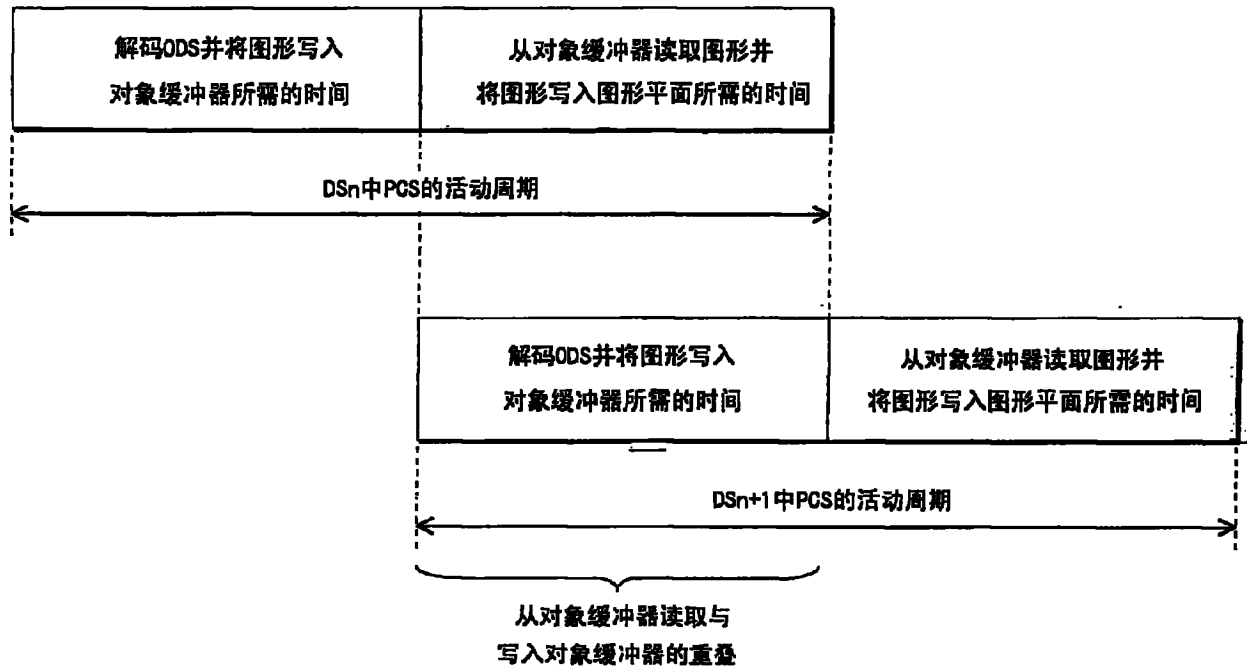 解码ODS并将图形写入
对象缓冲器所需的时间
从对象缓冲器读取图形并
将图形写入图形平面所需的时间
DSn中PCS的活动周期
解码ODS并将图形写入
对象缓冲器所需的时间
从对象缓冲器读取图形并
将图形写入图形平面所需的时间
DSn+1中PCS的活动周期
从对象缓冲器读取与
写入对象缓冲器的重叠